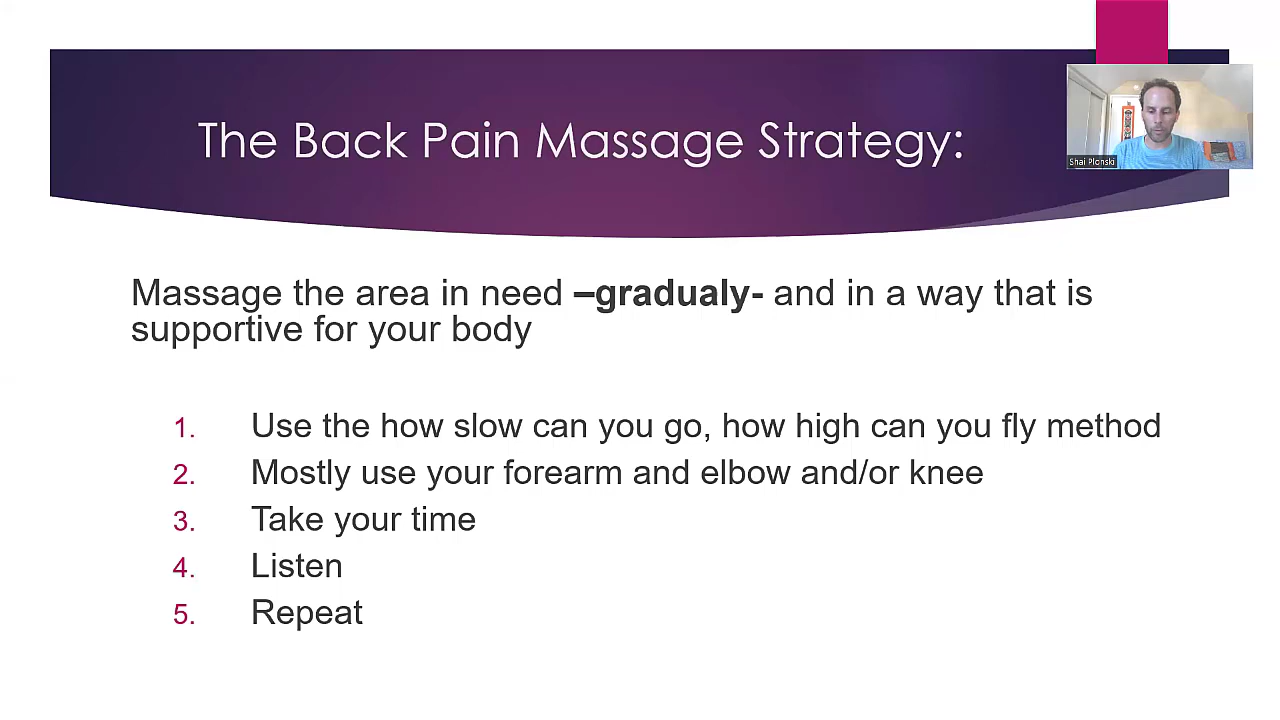 The Back Pain Massage Strategy:
Shai Plonski
Massage the area in need –gradualy- and in a way that is
supportive for your body
1. Use the how slow can you go, how high can you fly method
2. Mostly use your forearm and elbow and/or knee
3. Take your time
4. Listen
5. Repeat